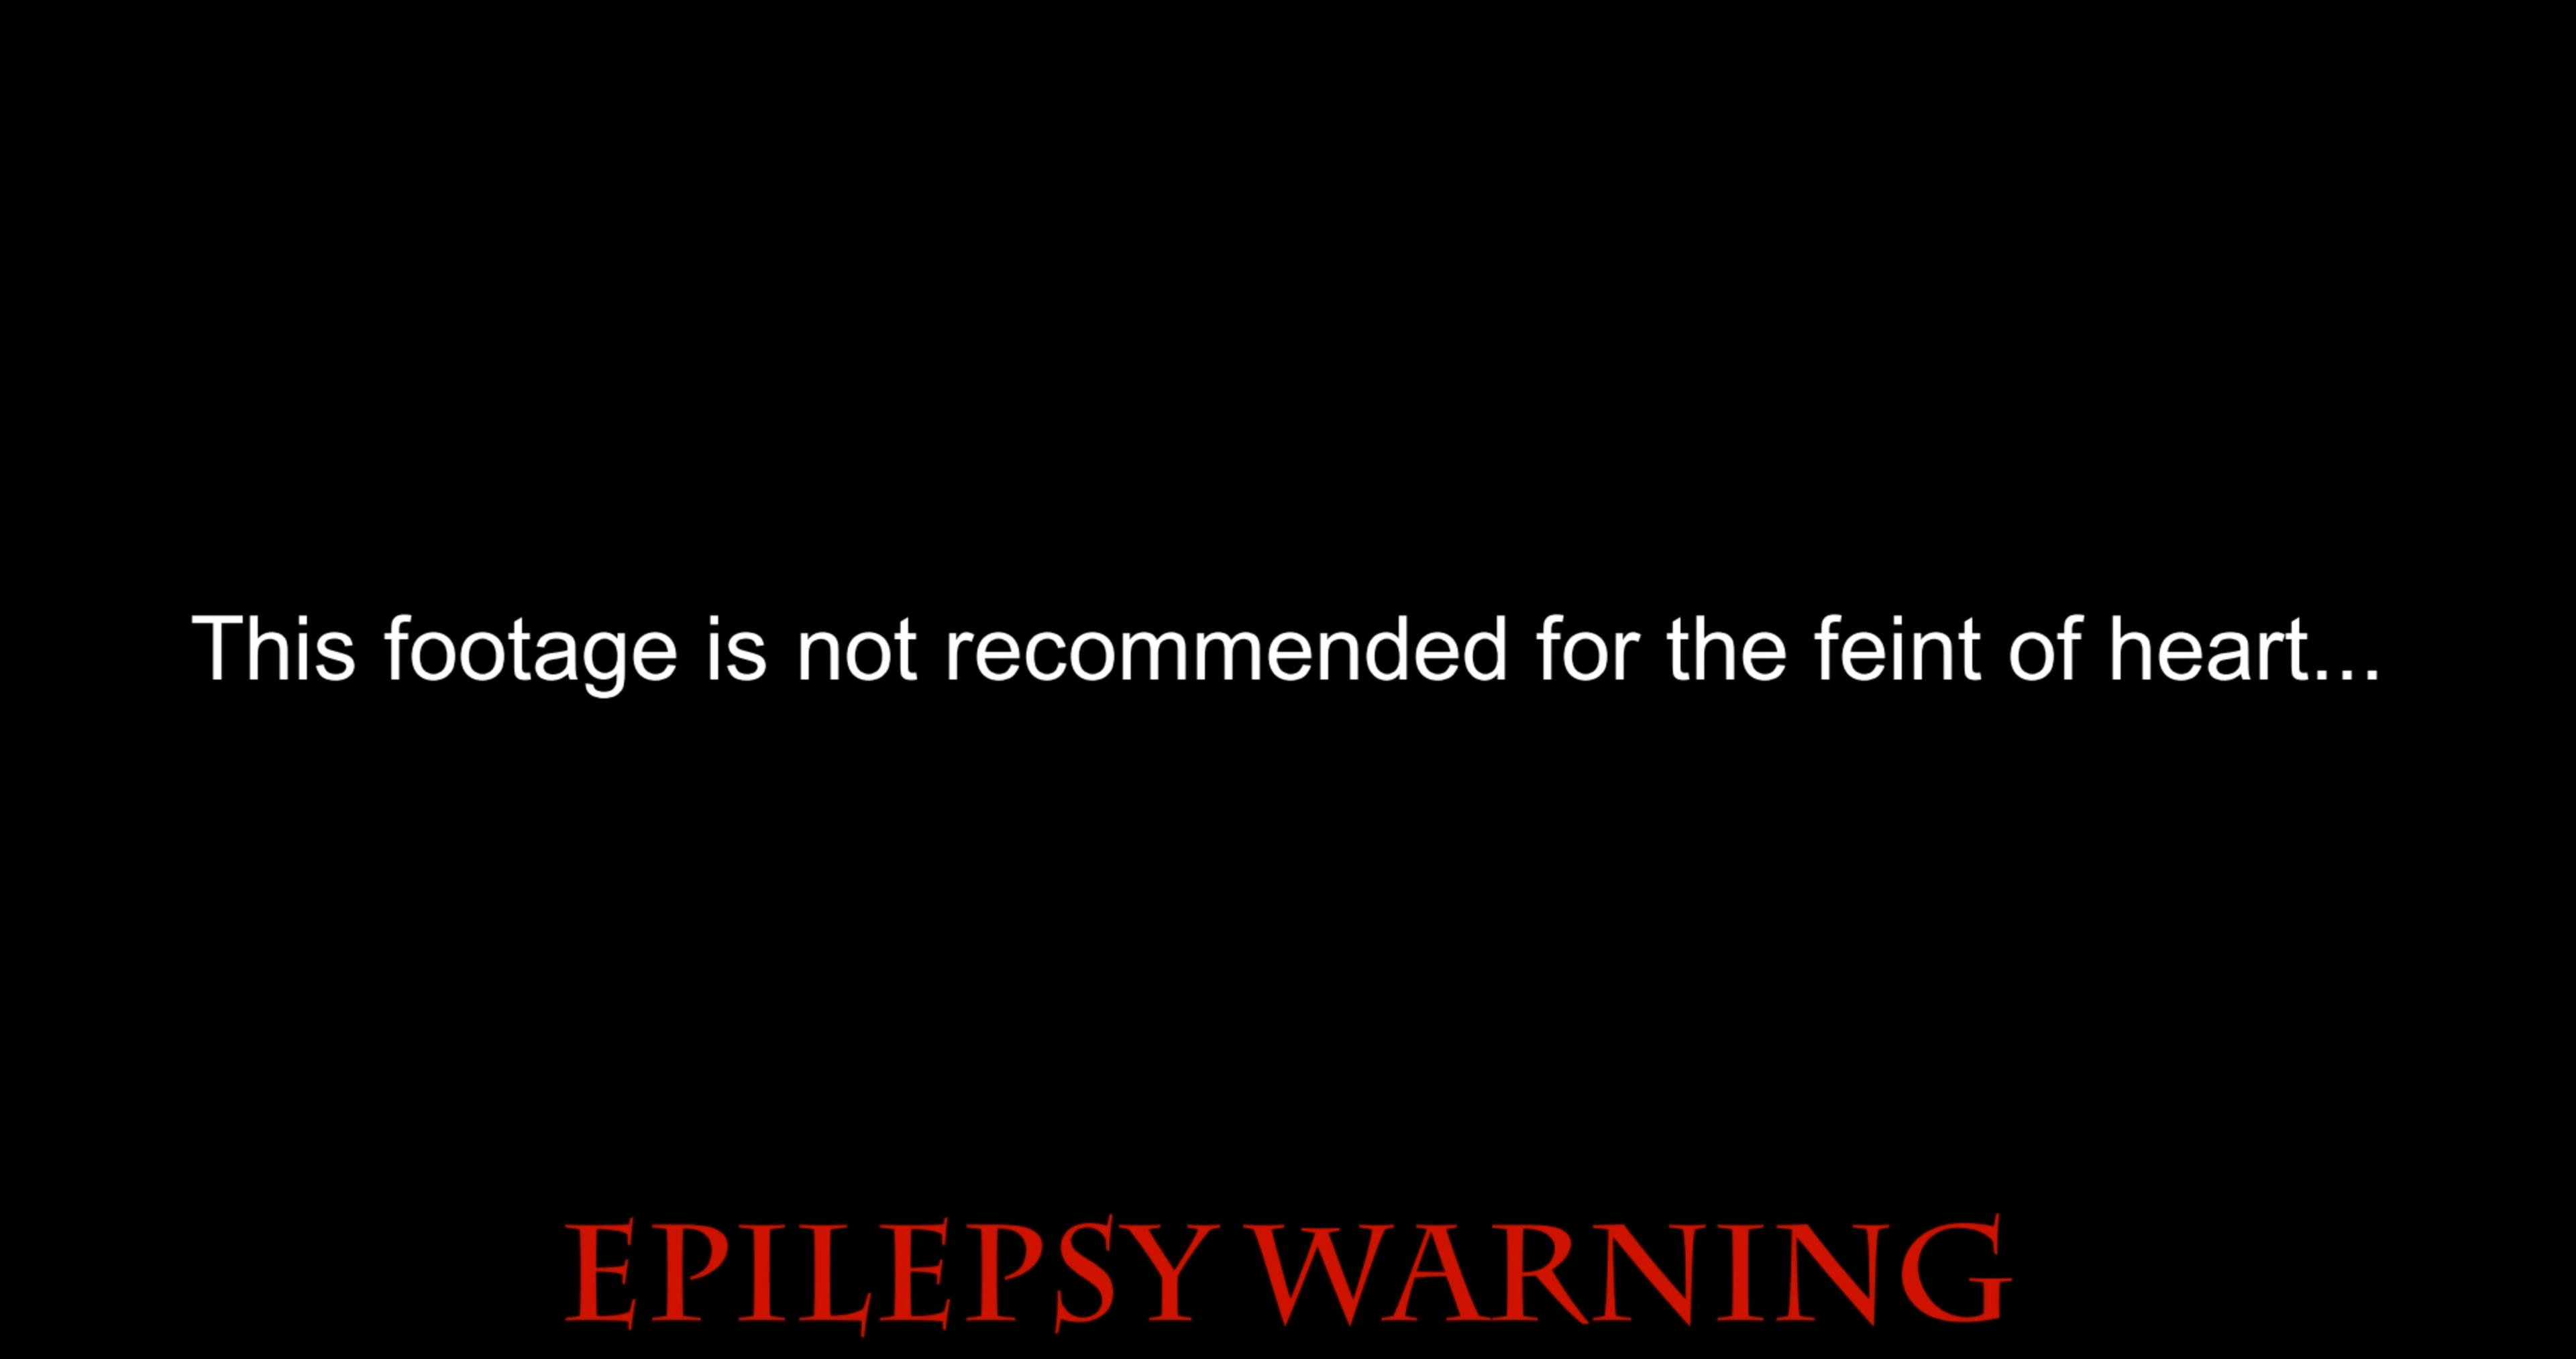 This footage is not recommended for the feint of heart...
EPILEPSY WARNING